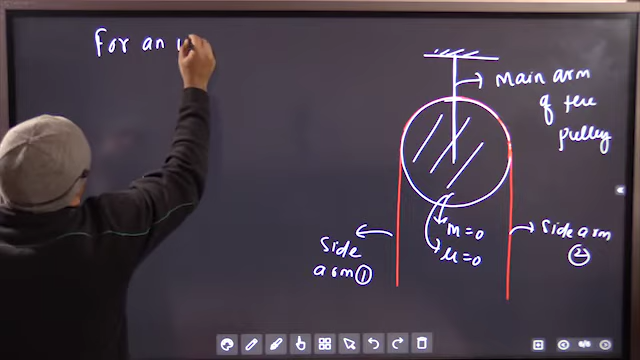 For an
Main arm
of the
pulley
m=0
μ=0
Side
arm ①
Side arm
②